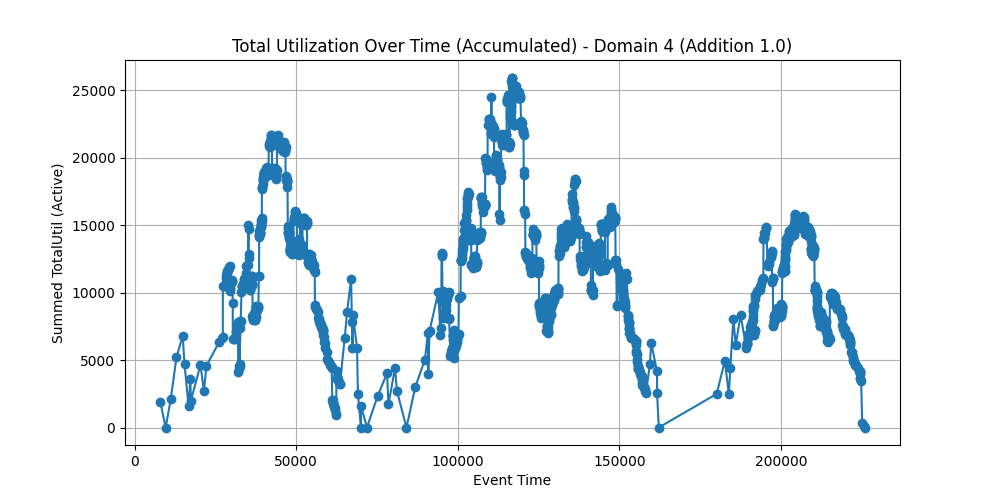 Total Utilization Over Time (Accumulated) - Domain 4 (Addition 1.0)
Summed TotalUtil (Active)
25000
20000
15000
10000
5000
0
0 50000 100000 150000 200000
Event Time